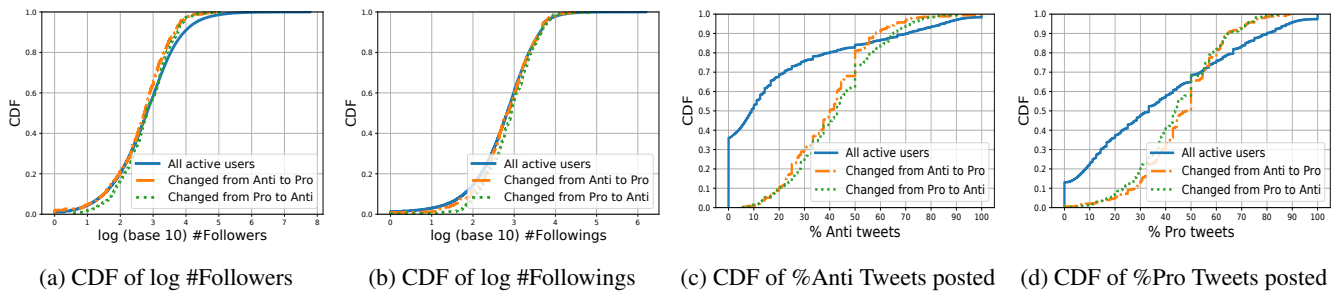 CDF
1.0
0.8
0.6
0.4
0.2
0.0
0
2
3
4
5
6
7
8
All active users
Changed from Anti to Pro
Changed from Pro to Anti
log (base 10) #Followers
(a) CDF of log #Followers
CDF
1.0
0.8
0.6
0.4
0.2
0.0
0
1
2
3
4
5
6
All active users
Changed from Anti to Pro
Changed from Pro to Anti
log (base 10) #Followings
(b) CDF of log #Followings
CDF
1.0
0.9
0.8
0.7
0.6
0.5
0.4
0.3
0.2
0.1
0.0
0 10 20 30 40 50 60 70 80 90 100
All active users
Changed from Anti to Pro
Changed from Pro to Anti
% Anti tweets
(c) CDF of %Anti Tweets posted
CDF
1.0
0.9
0.8
0.7
0.6
0.5
0.4
0.3
0.2
0.1
0.0
0 10 20 30 40 50 60 70 80 90 100
All active users
Changed from Anti to Pro
Changed from Pro to Anti
% Pro tweets
(d) CDF of %Pro Tweets posted